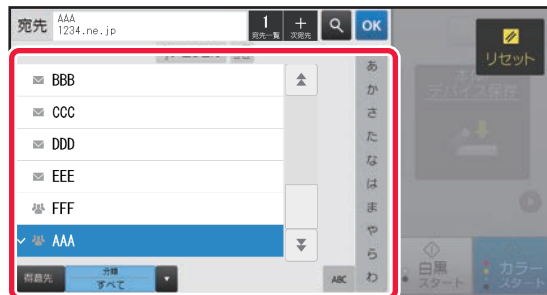 宛先
AAA
1234.ne.jp
1
宛先一覧
+
次宛先
OK
リセット
BBB
CCC
DDD
EEE
FFF
AAA
あ
か
さ
た
な
は
ま
や
ら
わ
ABC
分類
すべて
デバイス保存
白黒
スタート
カラー
スタート